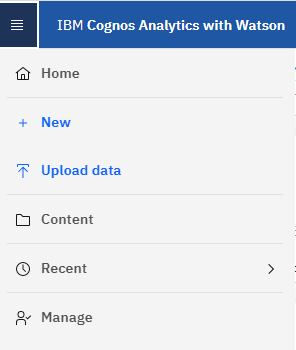 IBM Cognos Analytics with Watson
Home
New
Upload data
Content
Recent
Manage